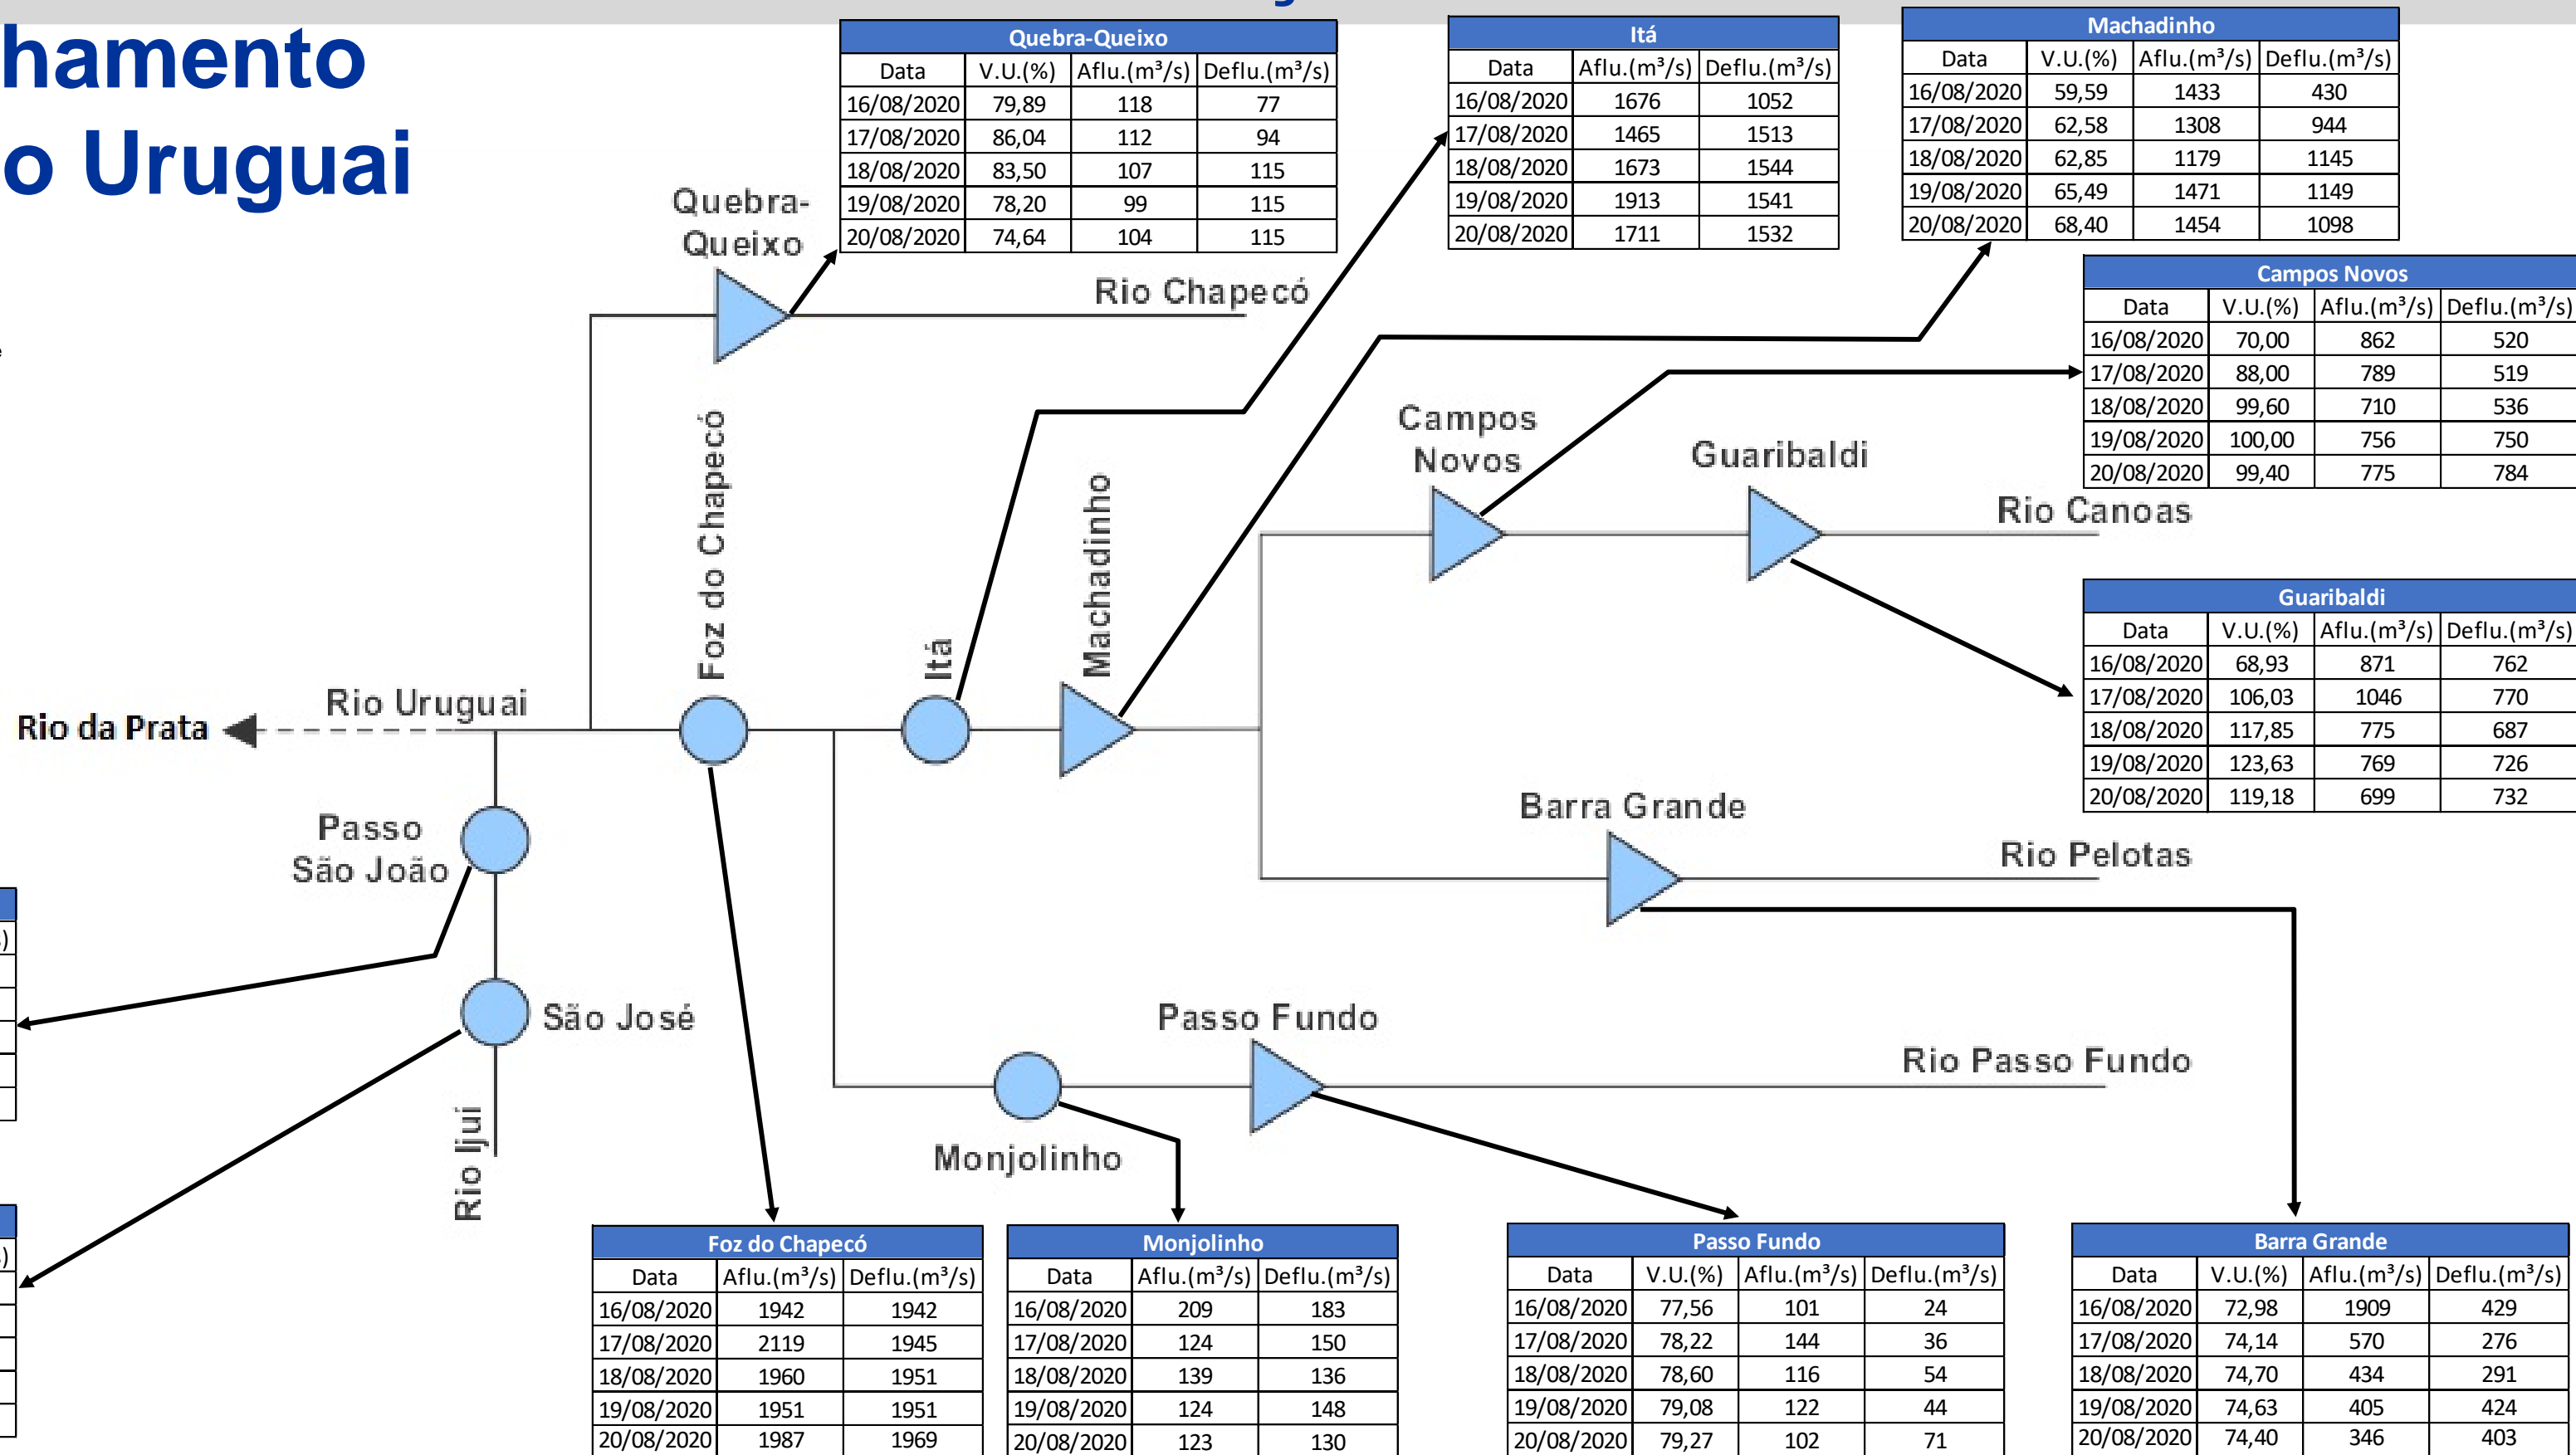 hamento
o Uruguai
Quebra-Queixo
Data V.U.(%) Aflu.(m³/s) Deflu.(m³/s)
16/08/2020 79,89 118 77
17/08/2020 86,04 112 94
18/08/2020 83,50 107 115
19/08/2020 78,20 99 115
20/08/2020 74,64 104 115
Itá
Data Aflu.(m³/s) Deflu.(m³/s)
16/08/2020 1676 1052
17/08/2020 1465 1513
18/08/2020 1673 1544
19/08/2020 1913 1541
20/08/2020 1711 1532
Machadinho
Data V.U.(%) Aflu.(m³/s) Deflu.(m³/s)
16/08/2020 59,59 1433 430
17/08/2020 62,58 1308 944
18/08/2020 62,85 1179 1145
19/08/2020 65,49 1471 1149
20/08/2020 68,40 1454 1098
Campos Novos
Data V.U.(%) Aflu.(m³/s) Deflu.(m³/s)
16/08/2020 70,00 862 520
17/08/2020 88,00 789 519
18/08/2020 99,60 710 536
19/08/2020 100,00 756 750
20/08/2020 99,40 775 784
Guaribaldi
Data V.U.(%) Aflu.(m³/s) Deflu.(m³/s)
16/08/2020 68,93 871 762
17/08/2020 106,03 1046 770
18/08/2020 117,85 775 687
19/08/2020 123,63 769 726
20/08/2020 119,18 699 732
Quebra-
Queixo
Rio Chapecó
Foz do Chapecó
Itá
Machadinho
Campos
Novos
Guaribaldi
Rio Canoas
Rio da Prata
Rio Uruguai
Passo
São João
Barra Grande
Rio Pelotas
São José
Rio Ijui
Passo Fundo
Rio Passo Fundo
Monjolinho
Foz do Chapecó
Data Aflu.(m³/s) Deflu.(m³/s)
16/08/2020 1942 1942
17/08/2020 2119 1945
18/08/2020 1960 1951
19/08/2020 1951 1951
20/08/2020 1987 1969
Monjolinho
Data Aflu.(m³/s) Deflu.(m³/s)
16/08/2020 209 183
17/08/2020 124 150
18/08/2020 139 136
19/08/2020 124 148
20/08/2020 123 130
Passo Fundo
Data V.U.(%) Aflu.(m³/s) Deflu.(m³/s)
16/08/2020 77,56 101 24
17/08/2020 78,22 144 36
18/08/2020 78,60 116 54
19/08/2020 79,08 122 44
20/08/2020 79,27 102 71
Barra Grande
Data V.U.(%) Aflu.(m³/s) Deflu.(m³/s)
16/08/2020 72,98 1909 429
17/08/2020 74,14 570 276
18/08/2020 74,70 434 291
19/08/2020 74,63 405 424
20/08/2020 74,40 346 403